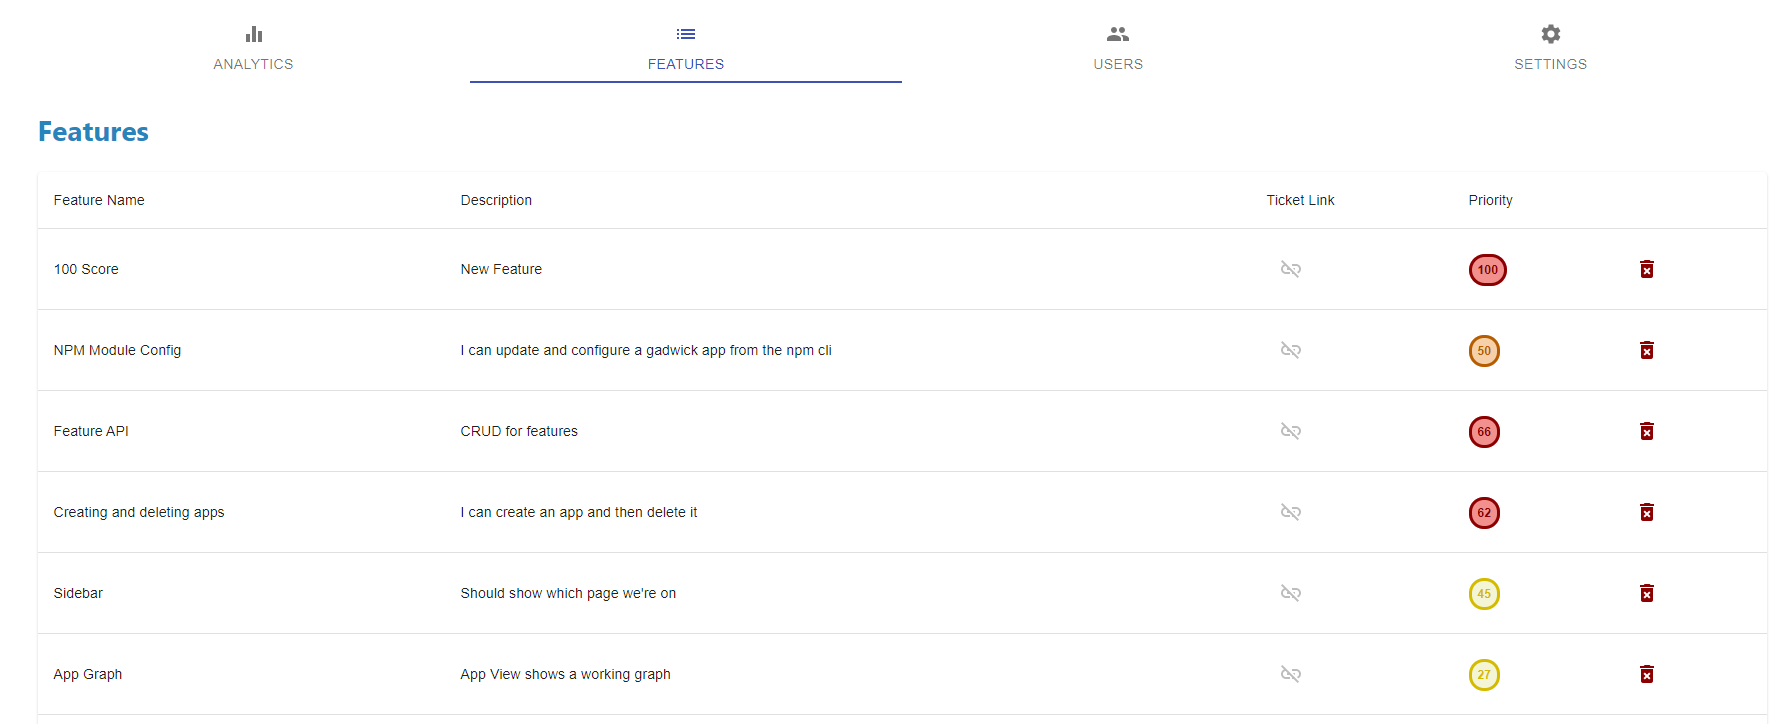 ANALYTICS FEATURES USERS SETTINGS
Features
Feature Name Description Ticket Link Priority
100 Score New Feature 100
NPM Module Config I can update and configure a gadwick app from the npm cli 50
Feature API CRUD for features 66
Creating and deleting apps I can create an app and then delete it 62
Sidebar Should show which page we're on 45
App Graph App View shows a working graph 27